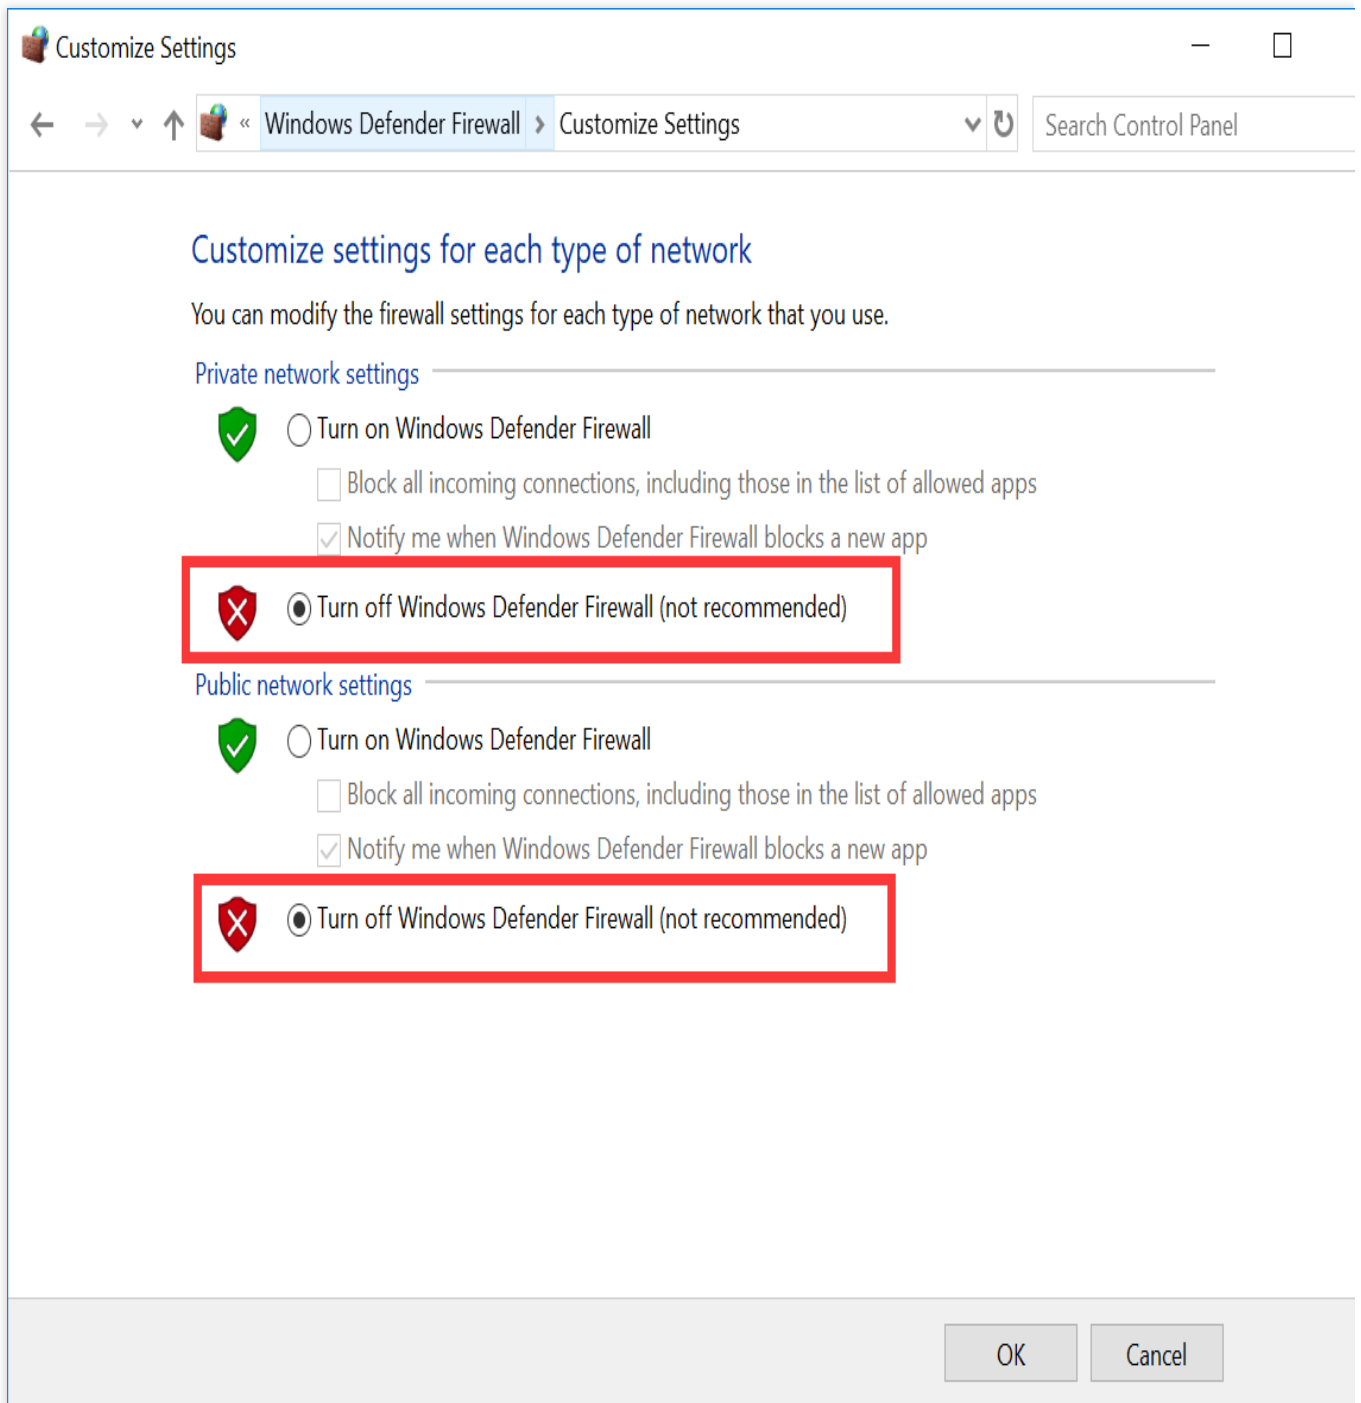 Customize Settings
« Windows Defender Firewall > Customize Settings
Search Control Panel
Customize settings for each type of network
You can modify the firewall settings for each type of network that you use.
Private network settings
Turn on Windows Defender Firewall
Block all incoming connections, including those in the list of allowed apps
Notify me when Windows Defender Firewall blocks a new app
Turn off Windows Defender Firewall (not recommended)
Public network settings
Turn on Windows Defender Firewall
Block all incoming connections, including those in the list of allowed apps
Notify me when Windows Defender Firewall blocks a new app
Turn off Windows Defender Firewall (not recommended)
OK
Cancel